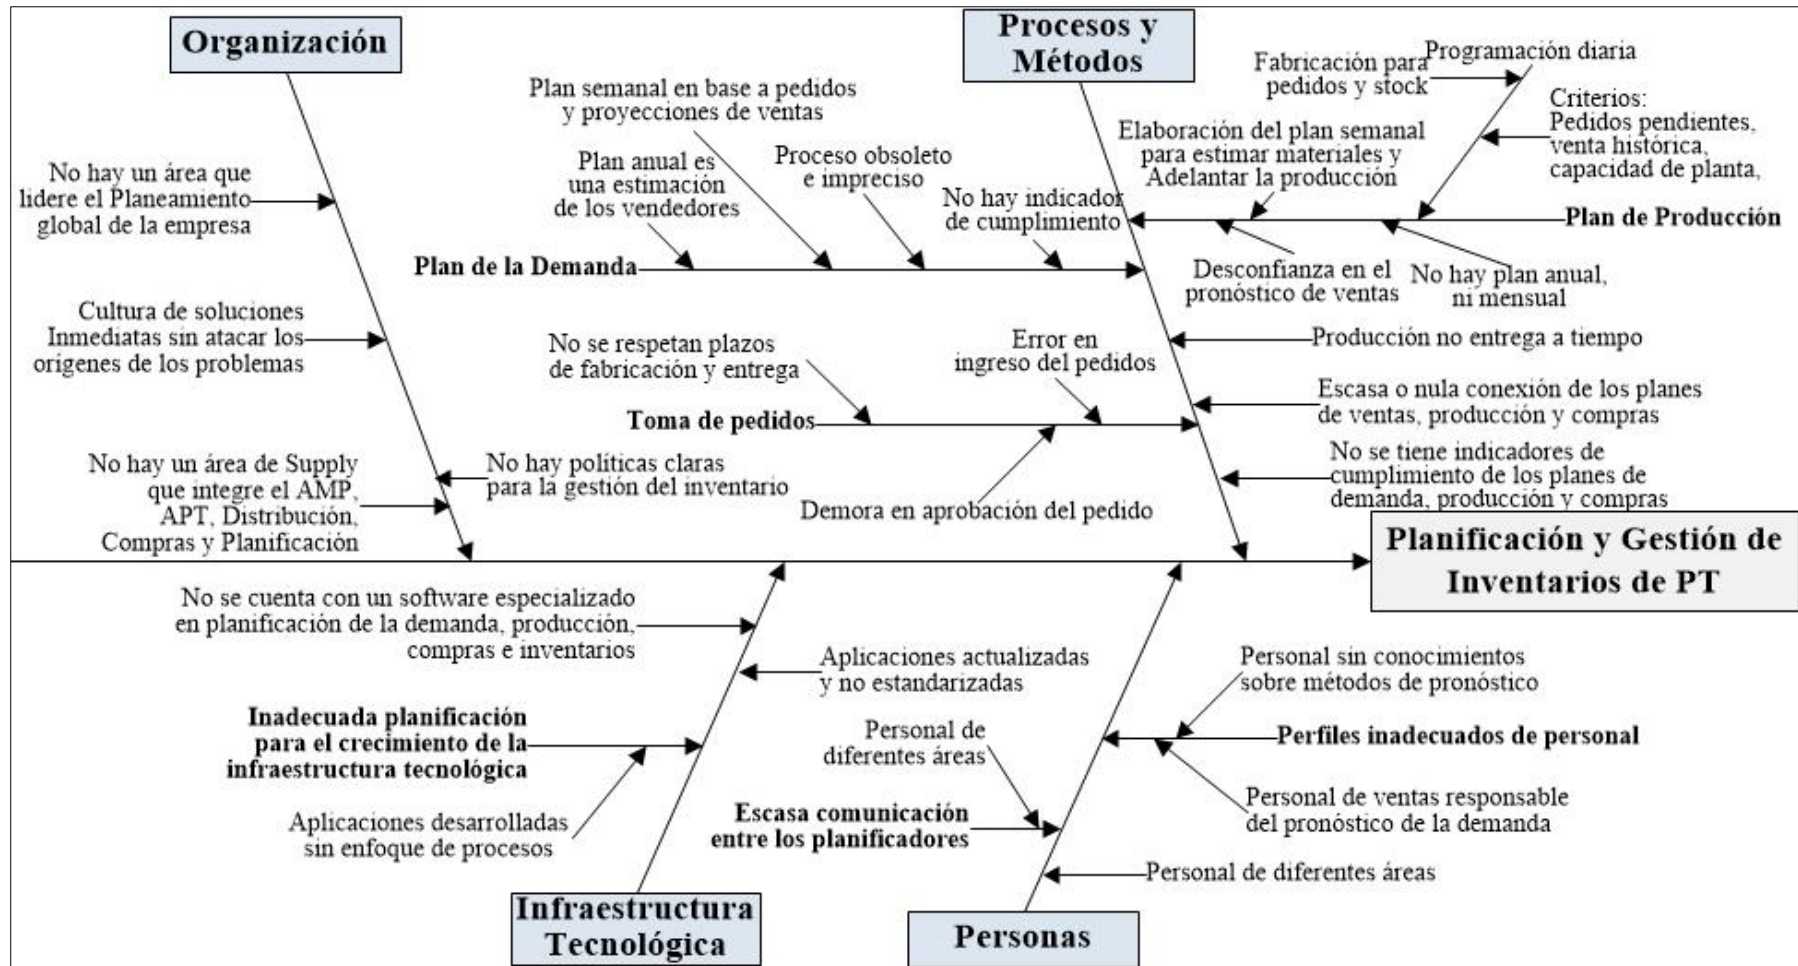 Organización
No hay un área que
lidere el Planeamiento
global de la empresa
Cultura de soluciones
Inmediatas sin atacar los
orígenes de los problemas
No hay un área de Supply
que integre el AMP,
APT, Distribución,
Compras y Planificación
No hay políticas claras
para la gestión del inventario
Procesos y
Métodos
Plan semanal en base a pedidos
y proyecciones de ventas
Plan anual es
una estimación
de los vendedores
Proceso obsoleto
e impreciso
No hay indicador
de cumplimiento
Plan de la Demanda
Programación diaria
Fabricación para
pedidos y stock
Criterios:
Pedidos pendientes,
venta histórica,
capacidad de planta,
Elaboración del plan semanal
para estimar materiales y
Adelantar la producción
Plan de Producción
Desconfianza en el
pronóstico de ventas
No hay plan anual,
ni mensual
No se respetan plazos
de fabricación y entrega
Error en
ingreso del pedidos
Toma de pedidos
Demora en aprobación del pedido
Producción no entrega a tiempo
Escasa o nula conexión de los planes
de ventas, producción y compras
No se tiene indicadores de
cumplimiento de los planes de
demanda, producción y compras
Planificación y Gestión de
Inventarios de PT
No se cuenta con un software especializado
en planificación de la demanda, producción,
compras e inventarios
Aplicaciones actualizadas
y no estandarizadas
Inadecuada planificación
para el crecimiento de la
infraestructura tecnológica
Aplicaciones desarrolladas
sin enfoque de procesos
Infraestructura
Tecnológica
Personal sin conocimientos
sobre métodos de pronóstico
Perfiles inadecuados de personal
Personal de ventas responsable
del pronóstico de la demanda
Personal de
diferentes áreas
Escasa comunicación
entre los planificadores
Personal de diferentes áreas
Personas